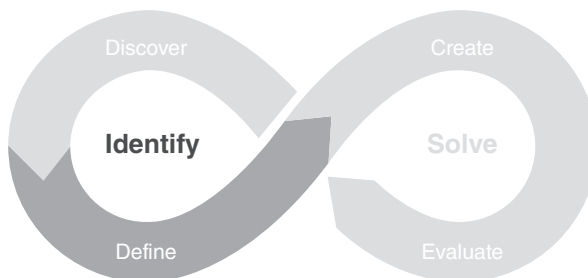 Discover
Create
Identify
Solve
Define
Evaluate